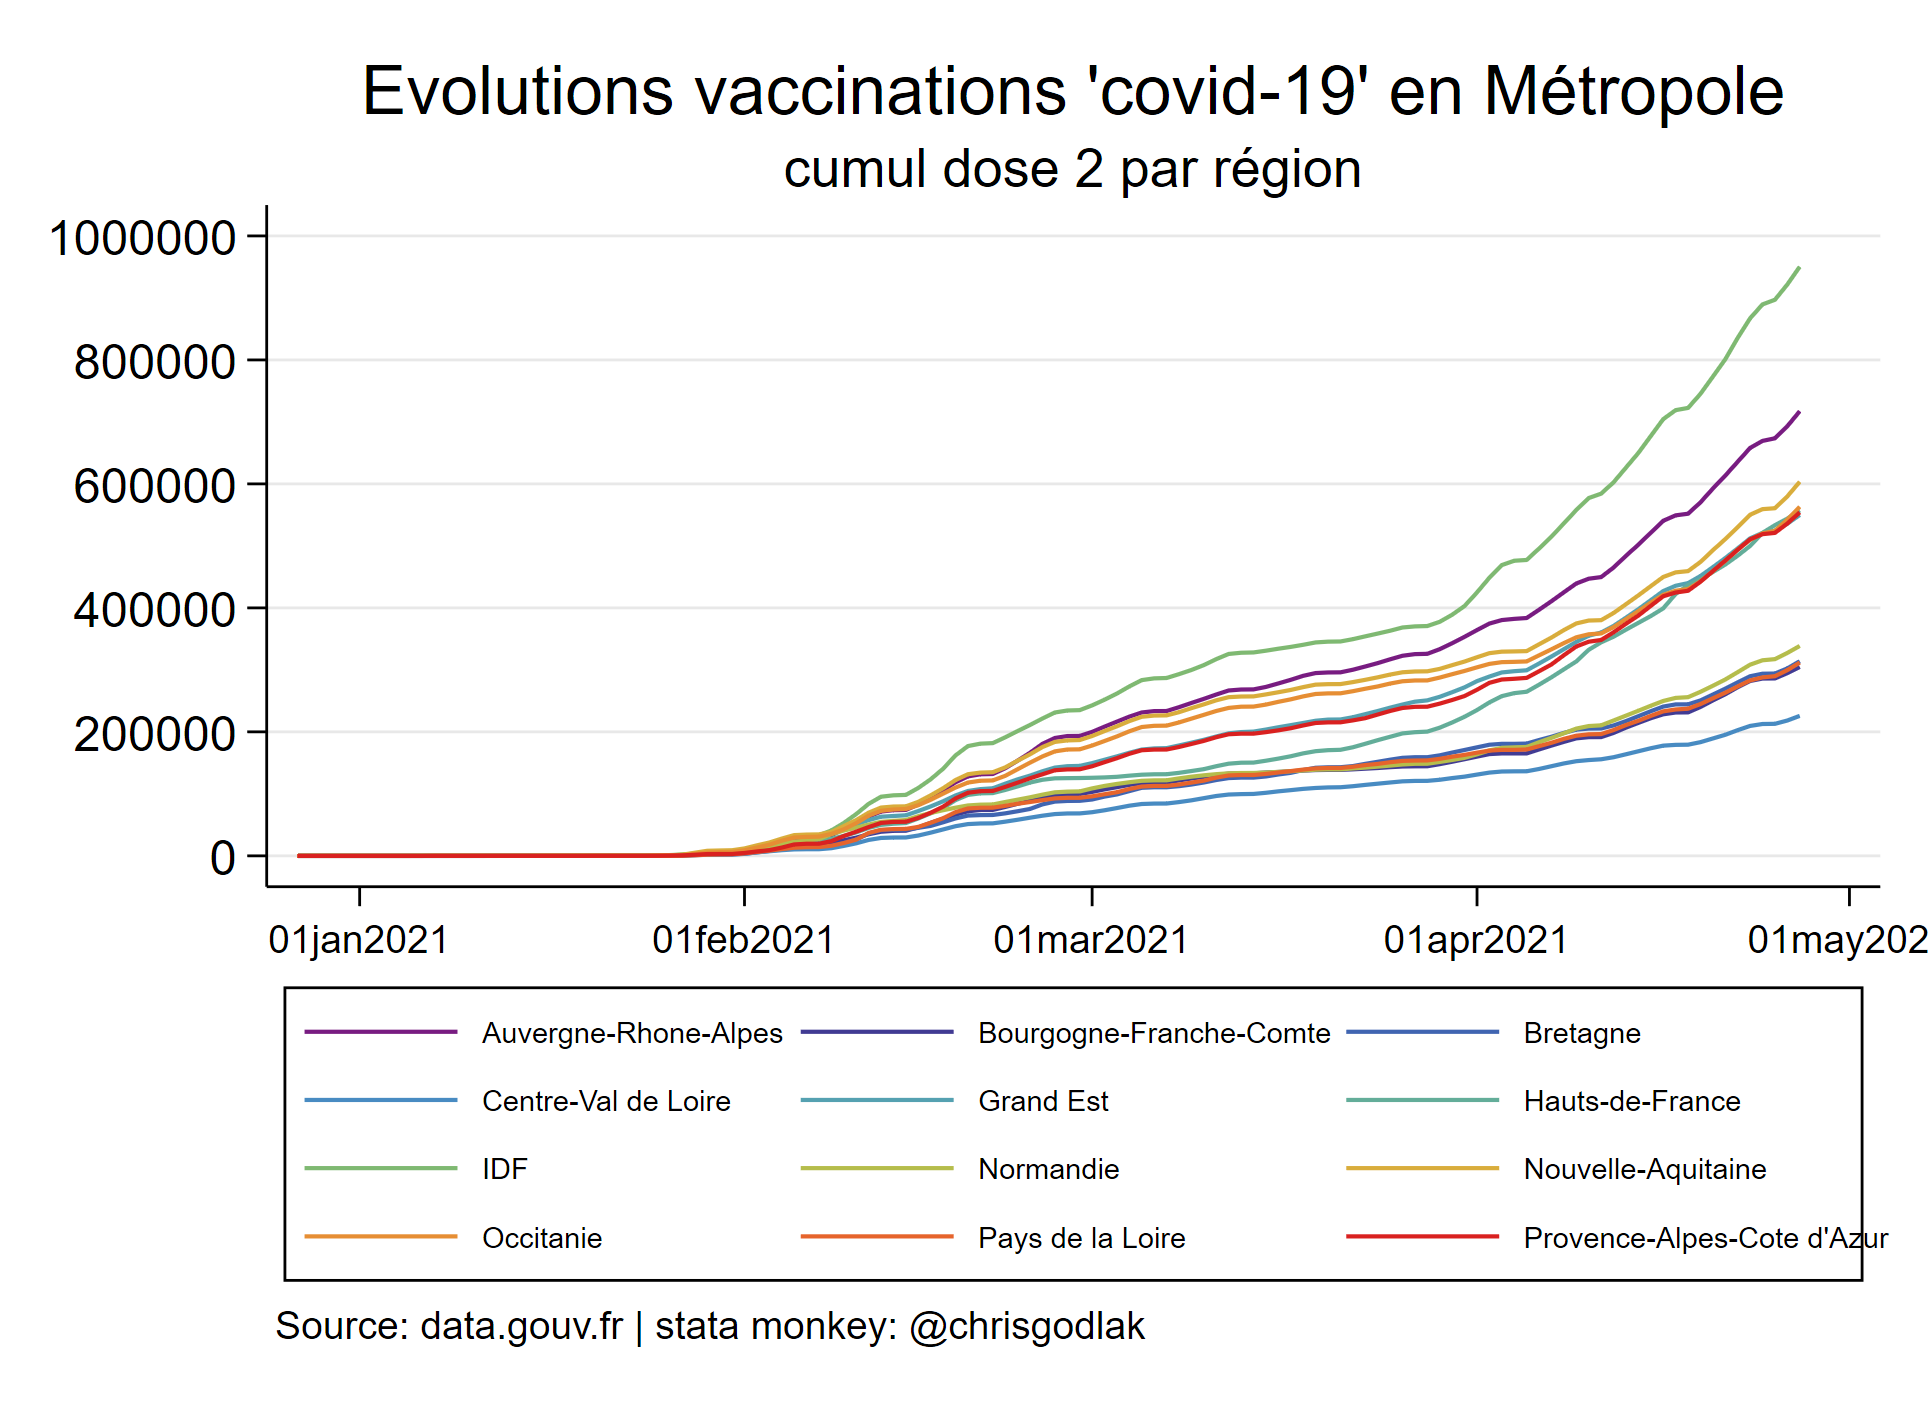 Evolutions vaccinations 'covid-19' en Métropole
cumul dose 2 par région
1000000
800000
600000
400000
200000
0
01jan2021 01feb2021 01mar2021 01apr2021 01may202
Auvergne-Rhone-Alpes Bourgogne-Franche-Comte Bretagne
Centre-Val de Loire Grand Est Hauts-de-France
IDF Normandie Nouvelle-Aquitaine
Occitanie Pays de la Loire Provence-Alpes-Cote d'Azur
Source: data.gouv.fr | stata monkey: @chrisgodlak